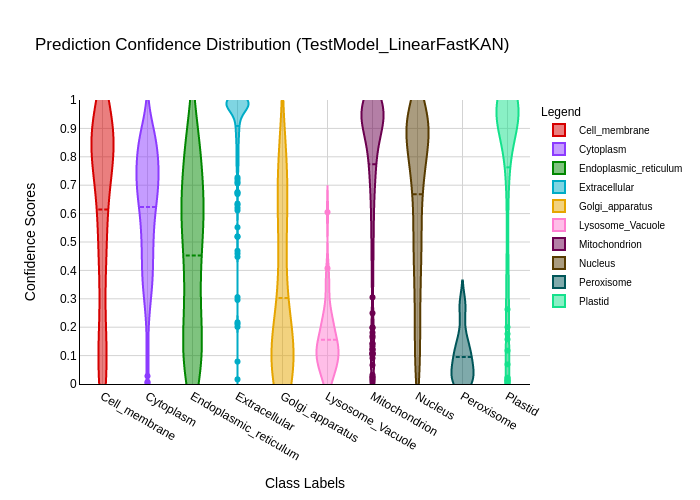 Prediction Confidence Distribution (TestModel_LinearFastKAN)
Confidence Scores
1
0.9
0.8
0.7
0.6
0.5
0.4
0.3
0.2
0.1
0
Cell_membrane
Cytoplasm
Endoplasmic_reticulum
Extracellular
Golgi_apparatus
Lysosome_Vacuole
Mitochondrion
Nucleus
Peroxisome
Plastid
Class Labels
Legend
Cell_membrane
Cytoplasm
Endoplasmic_reticulum
Extracellular
Golgi_apparatus
Lysosome_Vacuole
Mitochondrion
Nucleus
Peroxisome
Plastid